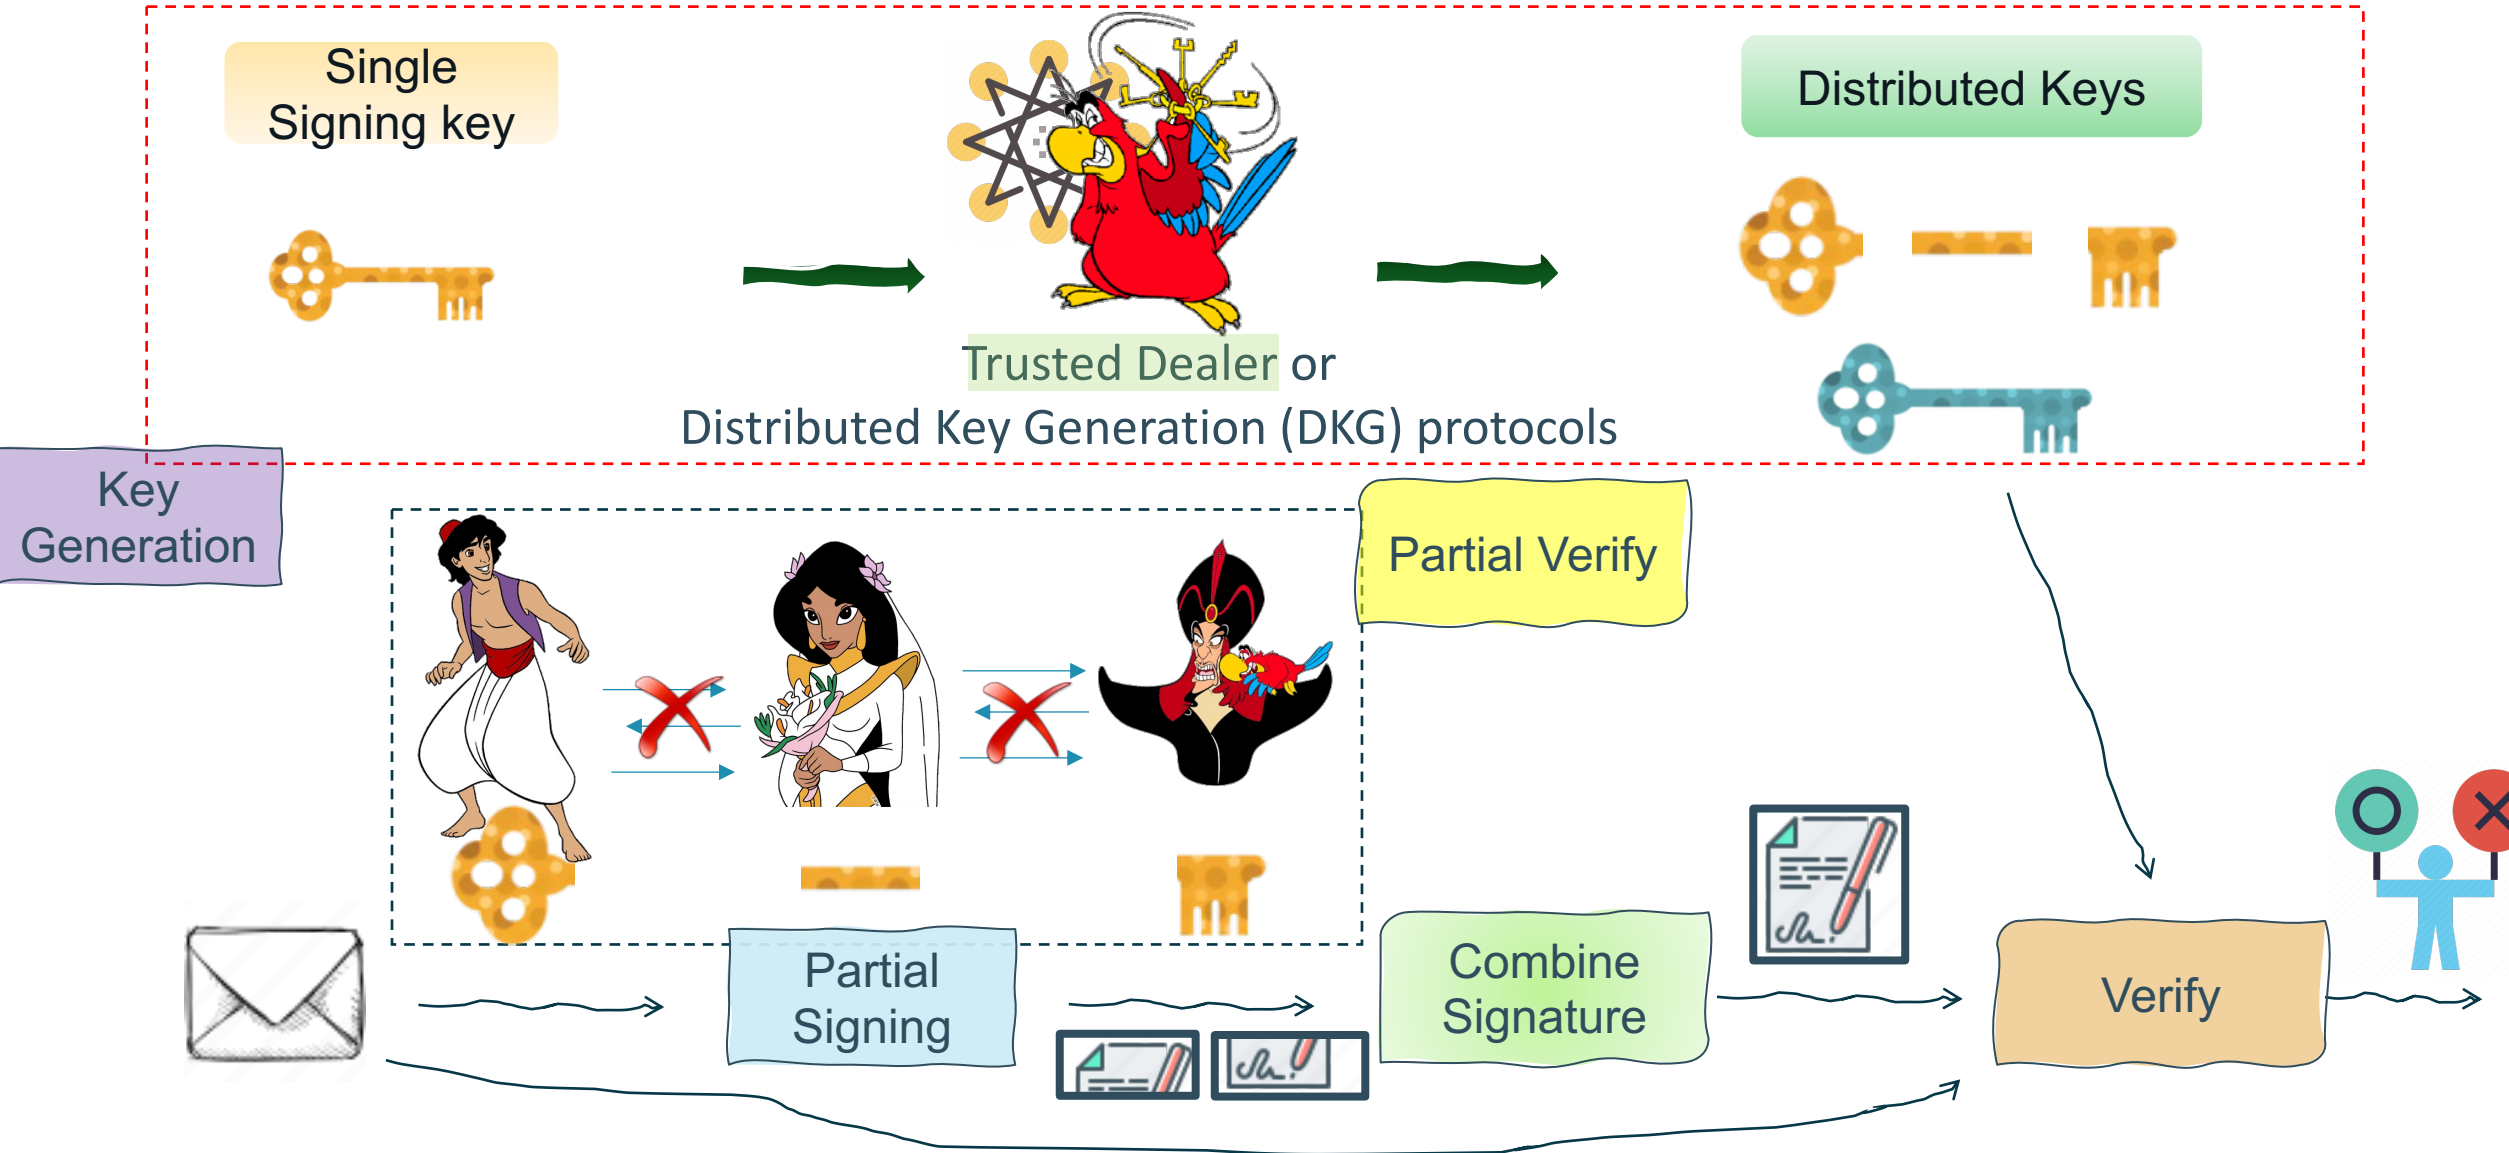 Single
Signing key
Distributed Keys
Trusted Dealer or
Distributed Key Generation (DKG) protocols
Key
Generation
Partial Verify
Partial
Signing
Combine
Signature
Verify